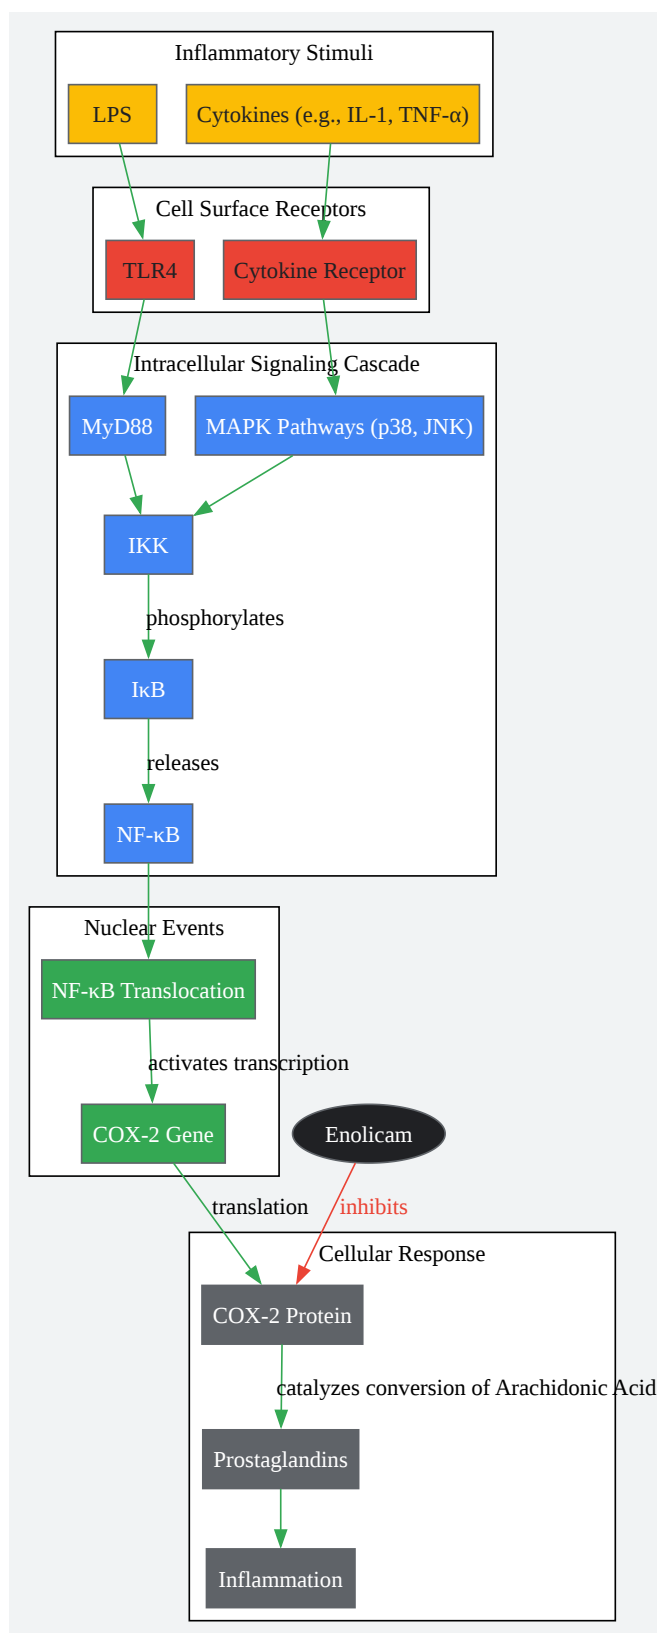 Inflammatory Stimuli
LPS
Cytokines (e.g., IL-1, TNF-α)
Cell Surface Receptors
TLR4
Cytokine Receptor
Intracellular Signaling Cascade
MyD88
MAPK Pathways (p38, JNK)
IKK
phosphorylates
IκB
releases
NF-κB
Nuclear Events
NF-κB Translocation
activates transcription
COX-2 Gene
Enolicam
translation
inhibits
Cellular Response
COX-2 Protein
catalyzes conversion of Arachidonic Acid
Prostaglandins
Inflammation